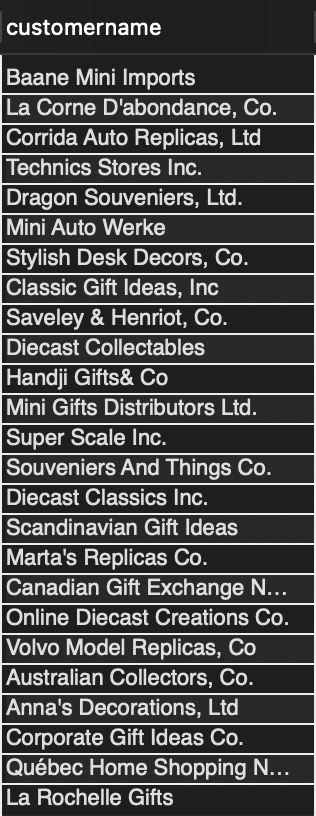 customername
Baane Mini Imports
La Corne D'abondance, Co.
Corrida Auto Replicas, Ltd
Technics Stores Inc.
Dragon Souveniers, Ltd.
Mini Auto Werke
Stylish Desk Decors, Co.
Classic Gift Ideas, Inc
Saveley & Henriot, Co.
Diecast Collectables
Handji Gifts& Co
Mini Gifts Distributors Ltd.
Super Scale Inc.
Souveniers And Things Co.
Diecast Classics Inc.
Scandinavian Gift Ideas
Marta's Replicas Co.
Canadian Gift Exchange N...
Online Diecast Creations Co.
Volvo Model Replicas, Co
Australian Collectors, Co.
Anna's Decorations, Ltd
Corporate Gift Ideas Co.
Québec Home Shopping N...
La Rochelle Gifts